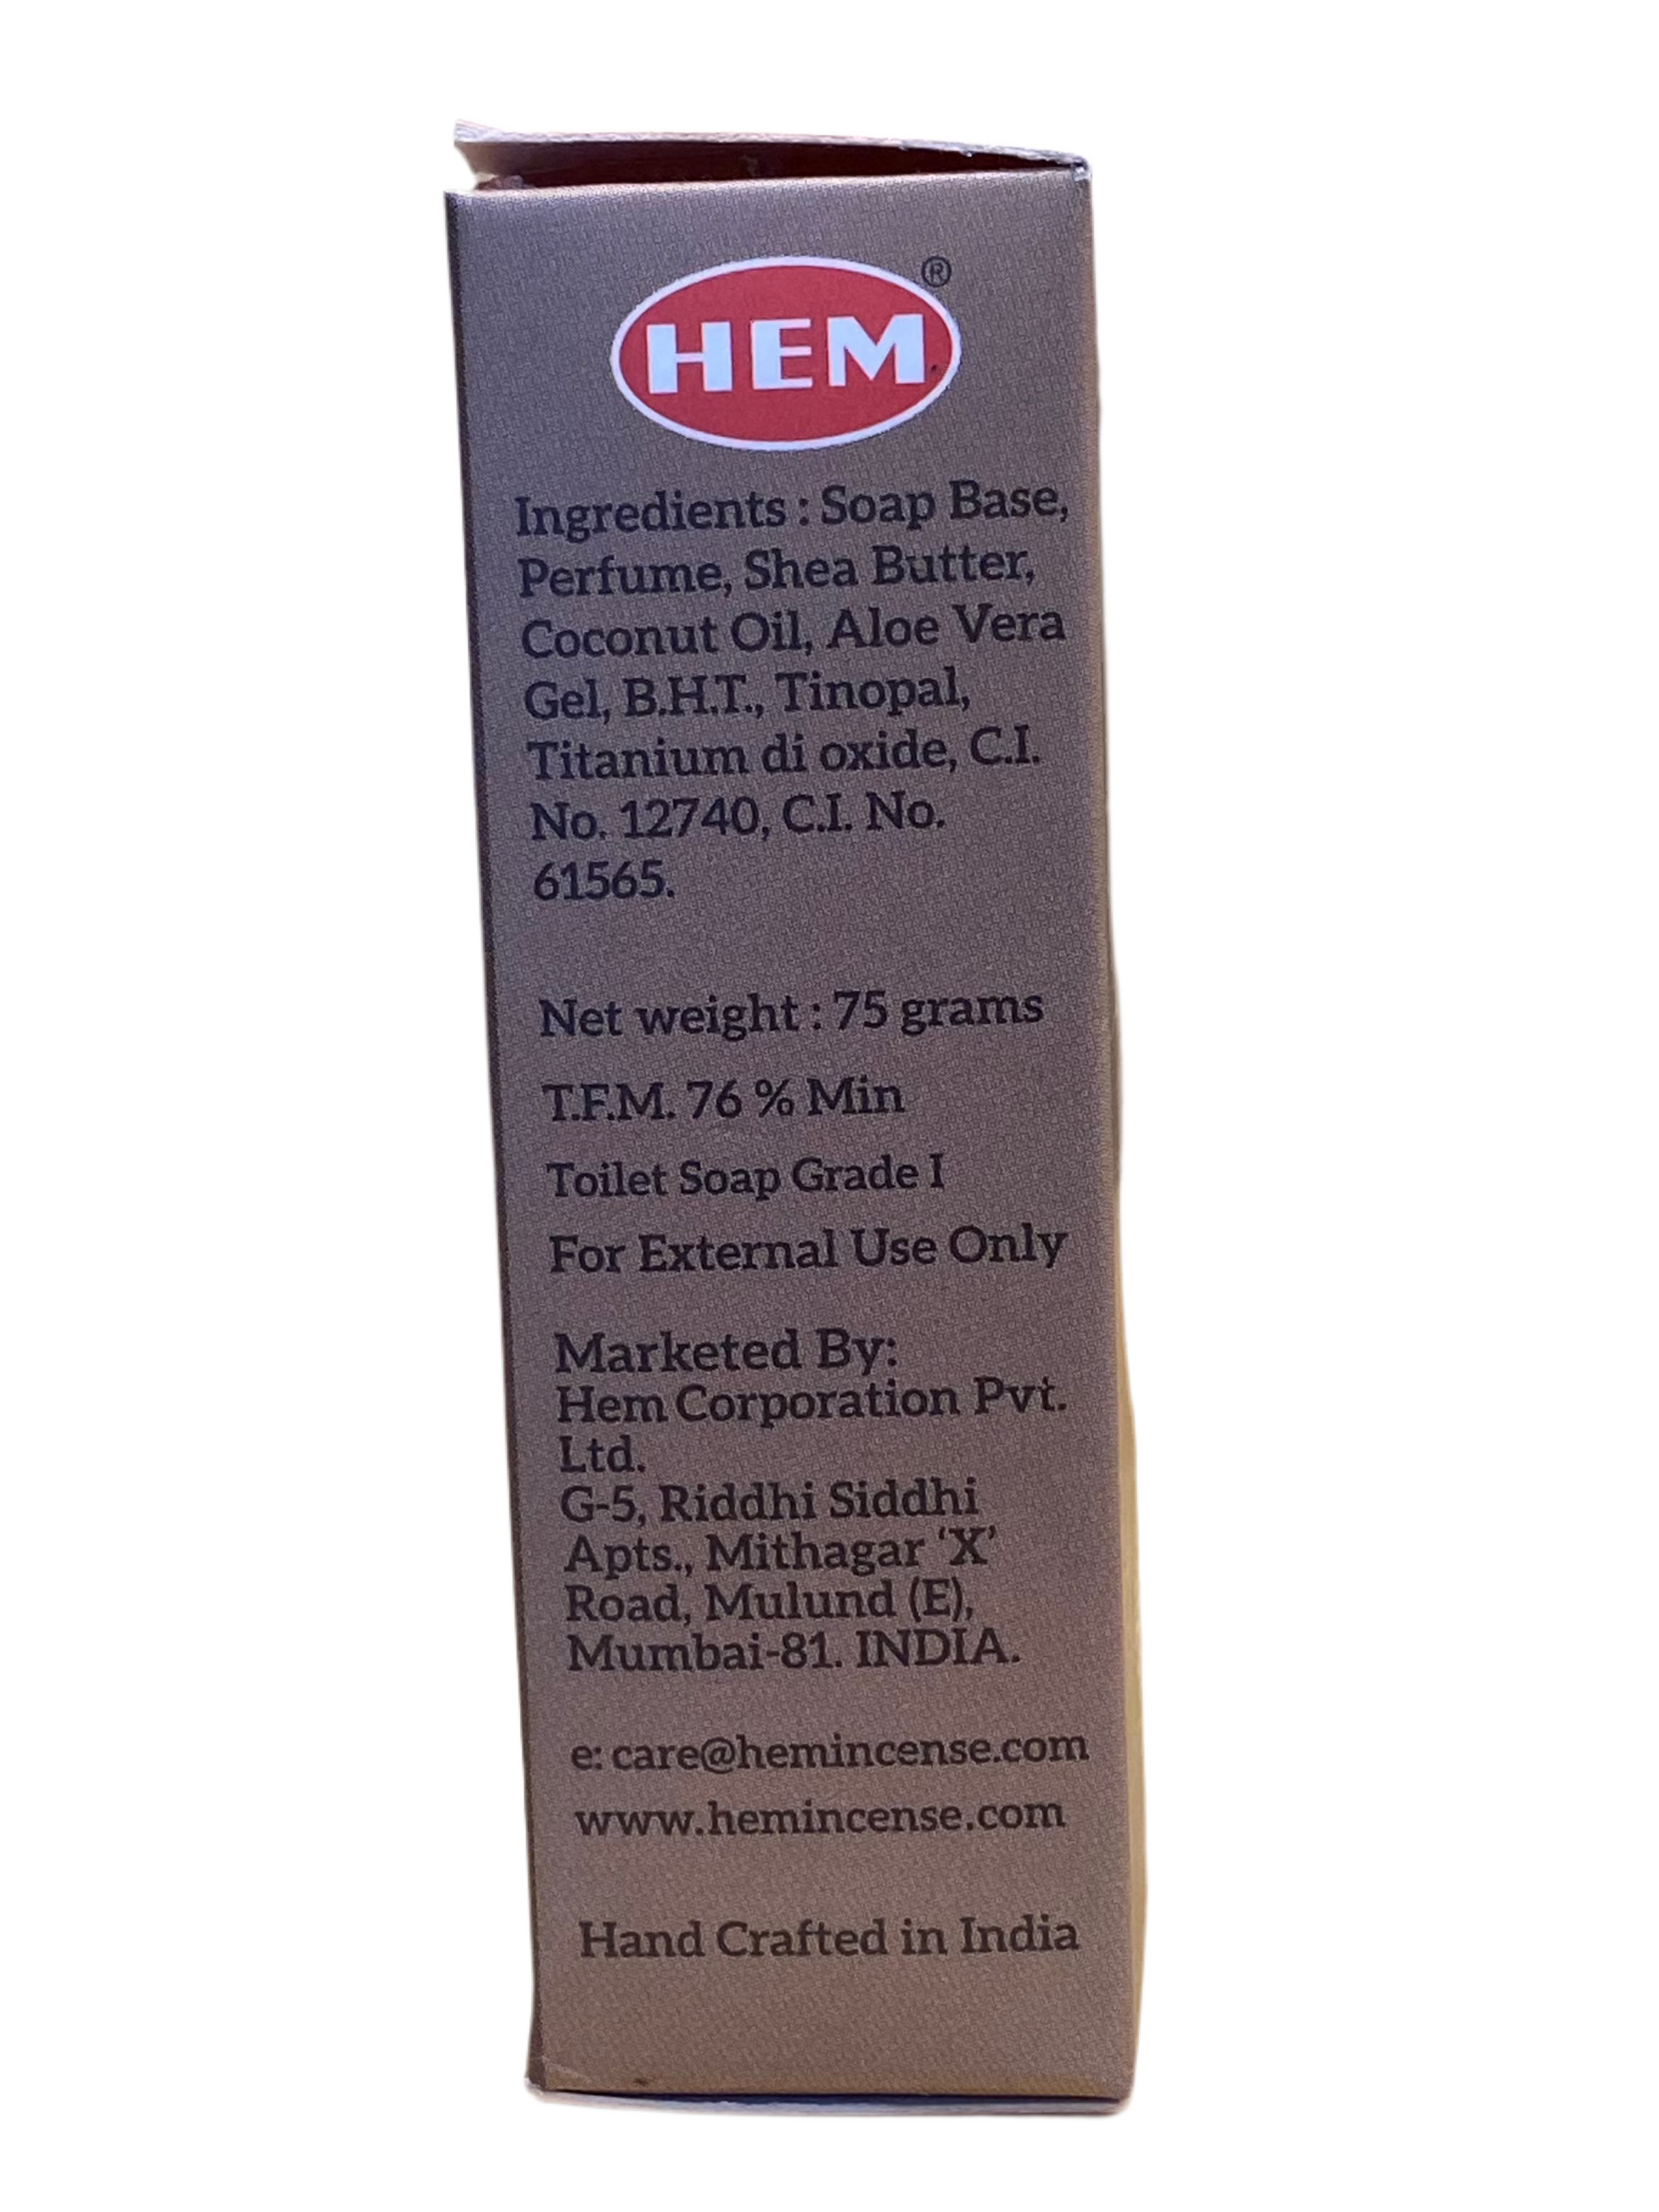 HEM ®
Ingredients : Soap Base,
Perfume, Shea Butter,
Coconut Oil, Aloe Vera
Gel, B.H.T., Tinopal,
Titanium di oxide, C.I.
No. 12740, C.I. No.
61565.
Net weight : 75 grams
T.F.M. 76 % Min
Toilet Soap Grade I
For External Use Only
Marketed By:
Hem Corporation Pvt.
Ltd.
G-5, Riddhi Siddhi
Apts., Mithagar ‘X’
Road, Mulund (E),
Mumbai-81. INDIA.
e: care@hemincense.com
www.hemincense.com
Hand Crafted in India